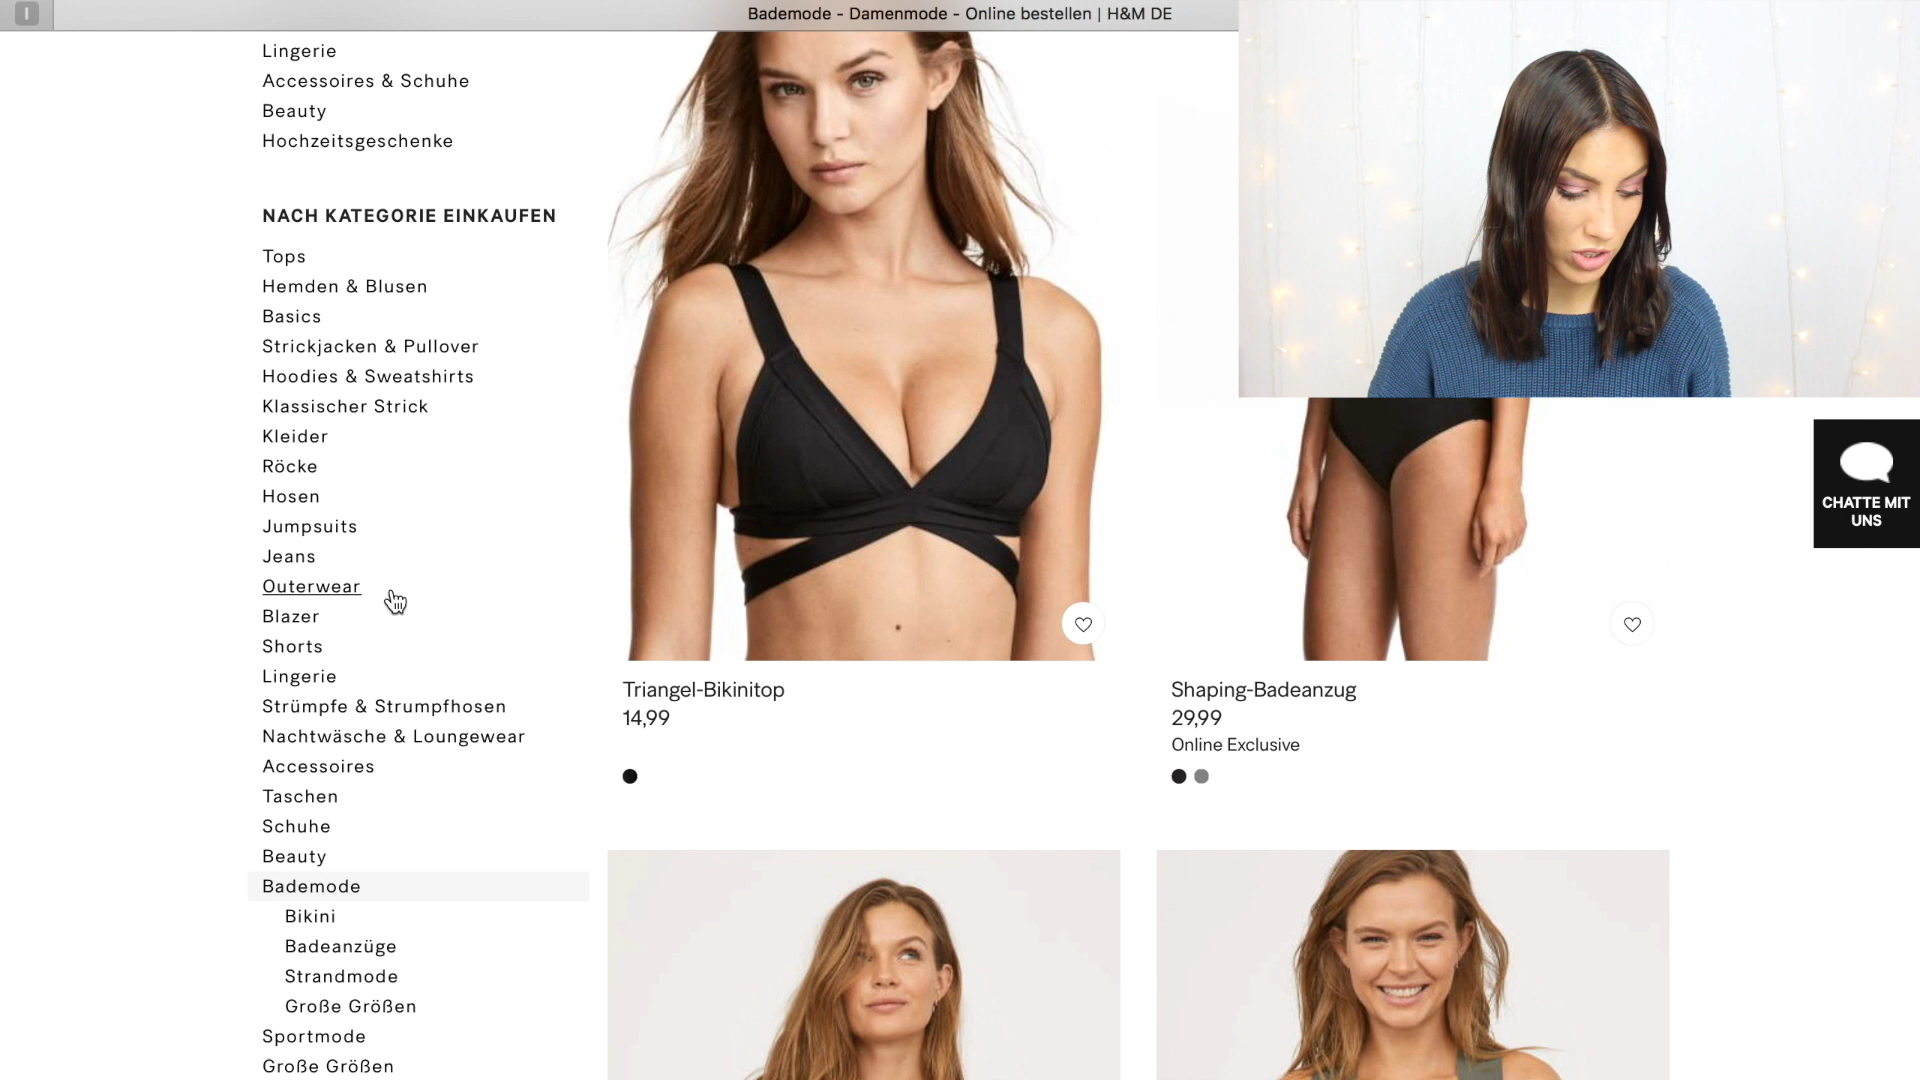 Bademode - Damenmode - Online bestellen | H&M DE
Lingerie
Accessoires & Schuhe
Beauty
Hochzeitsgeschenke
NACH KATEGORIE EINKAUFEN
Tops
Hemden & Blusen
Basics
Strickjacken & Pullover
Hoodies & Sweatshirts
Klassischer Strick
Kleider
Röcke
Hosen
Jumpsuits
Jeans
Outerwear
Blazer
Shorts
Lingerie
Strümpfe & Strumpfhosen
Nachtwäsche & Loungewear
Accessoires
Taschen
Schuhe
Beauty
Bademode
Bikini
Badeanzüge
Strandmode
Große Größen
Sportmode
Große Größen
Triangel-Bikinitop
14,99
Shaping-Badeanzug
29,99
Online Exclusive
CHATTE MIT
UNS